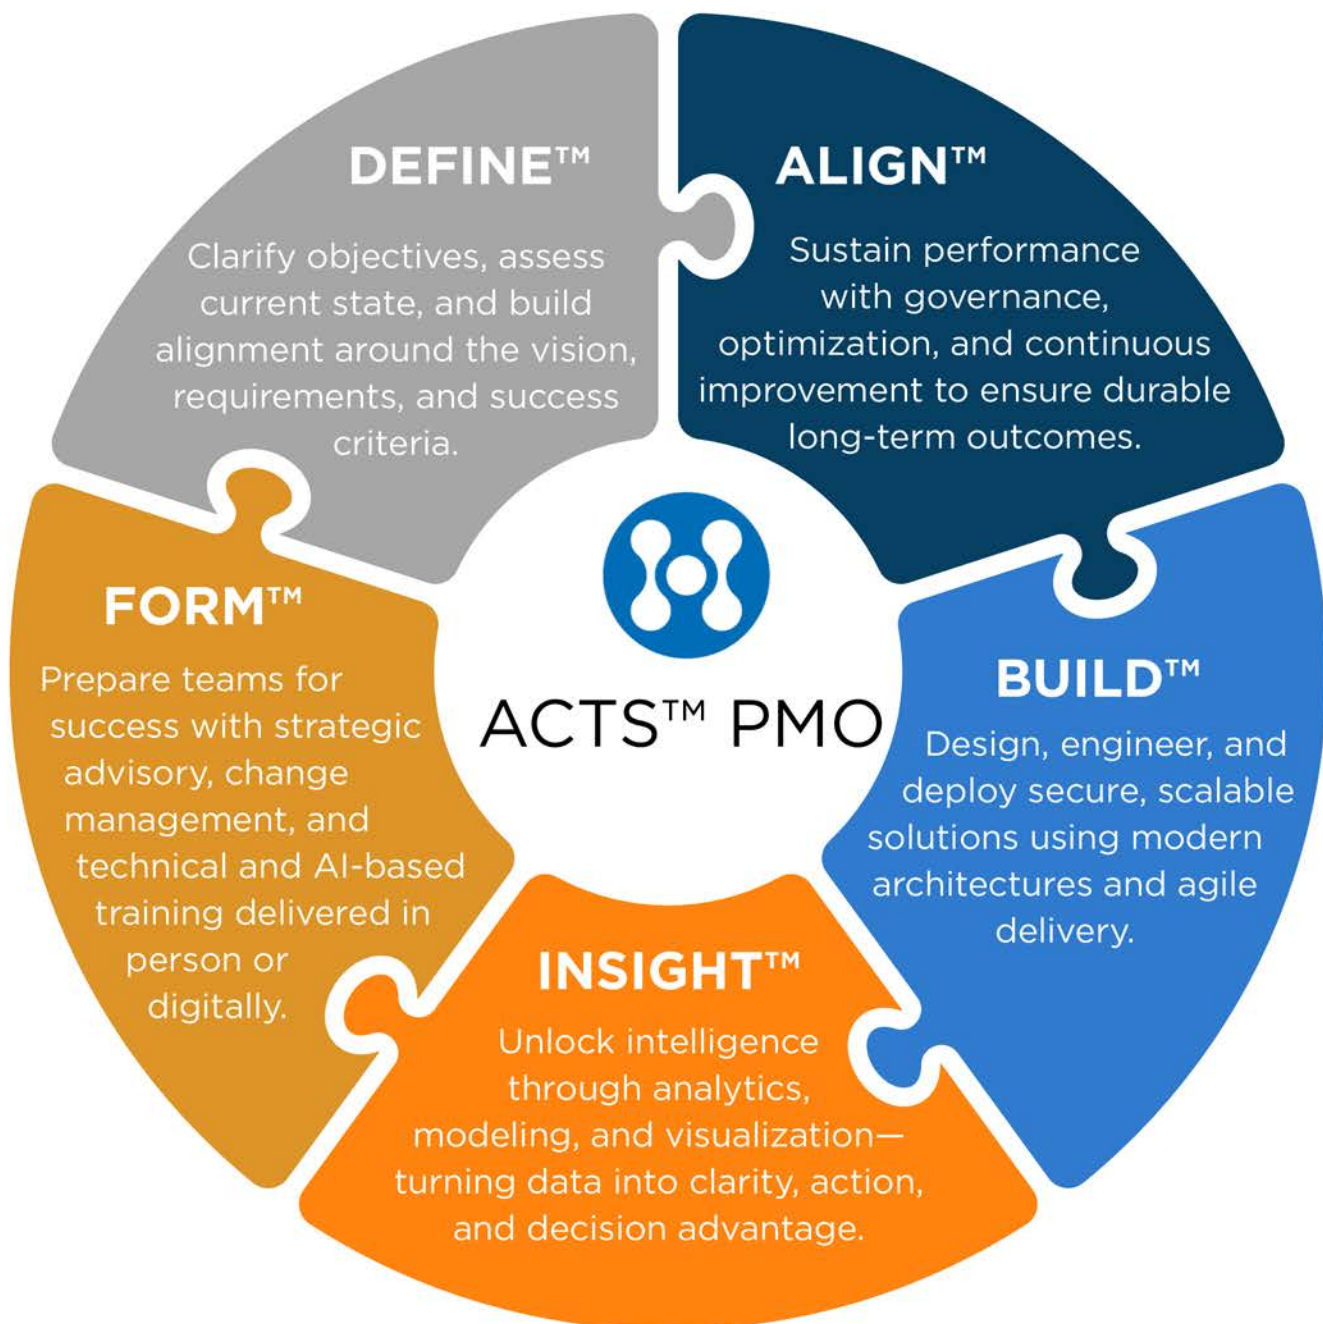 DEFINE™
Clarify objectives, assess
current state, and build
alignment around the vision,
requirements, and success
criteria.
ALIGN™
Sustain performance
with governance,
optimization, and continuous
improvement to ensure durable
long-term outcomes.
FORM™
Prepare teams for
success with strategic
advisory, change
management, and
technical and AI-based
training delivered in
person or
digitally.
ACTS™ PMO
BUILD™
Design, engineer, and
deploy secure, scalable
solutions using modern
architectures and agile
delivery.
INSIGHT™
Unlock intelligence
through analytics,
modeling, and visualization—
turning data into clarity, action,
and decision advantage.